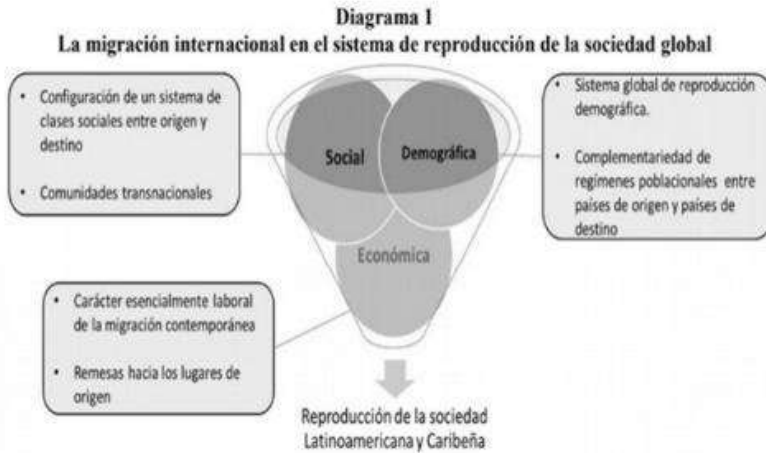 Diagrama 1
La migración internacional en el sistema de reproducción de la sociedad global
• Configuración de un sistema de
clases sociales entre origen y
destino
• Comunidades transnacionales
Social
Demográfica
Económica
• Sistema global de reproducción
demográfica.
• Complementariedad de
regímenes poblacionales entre
países de origen y países de
destino
• Carácter esencialmente laboral
de la migración contemporánea
• Remesas hacia los lugares de
origen
Reproducción de la sociedad
Latinoamericana y Caribeña